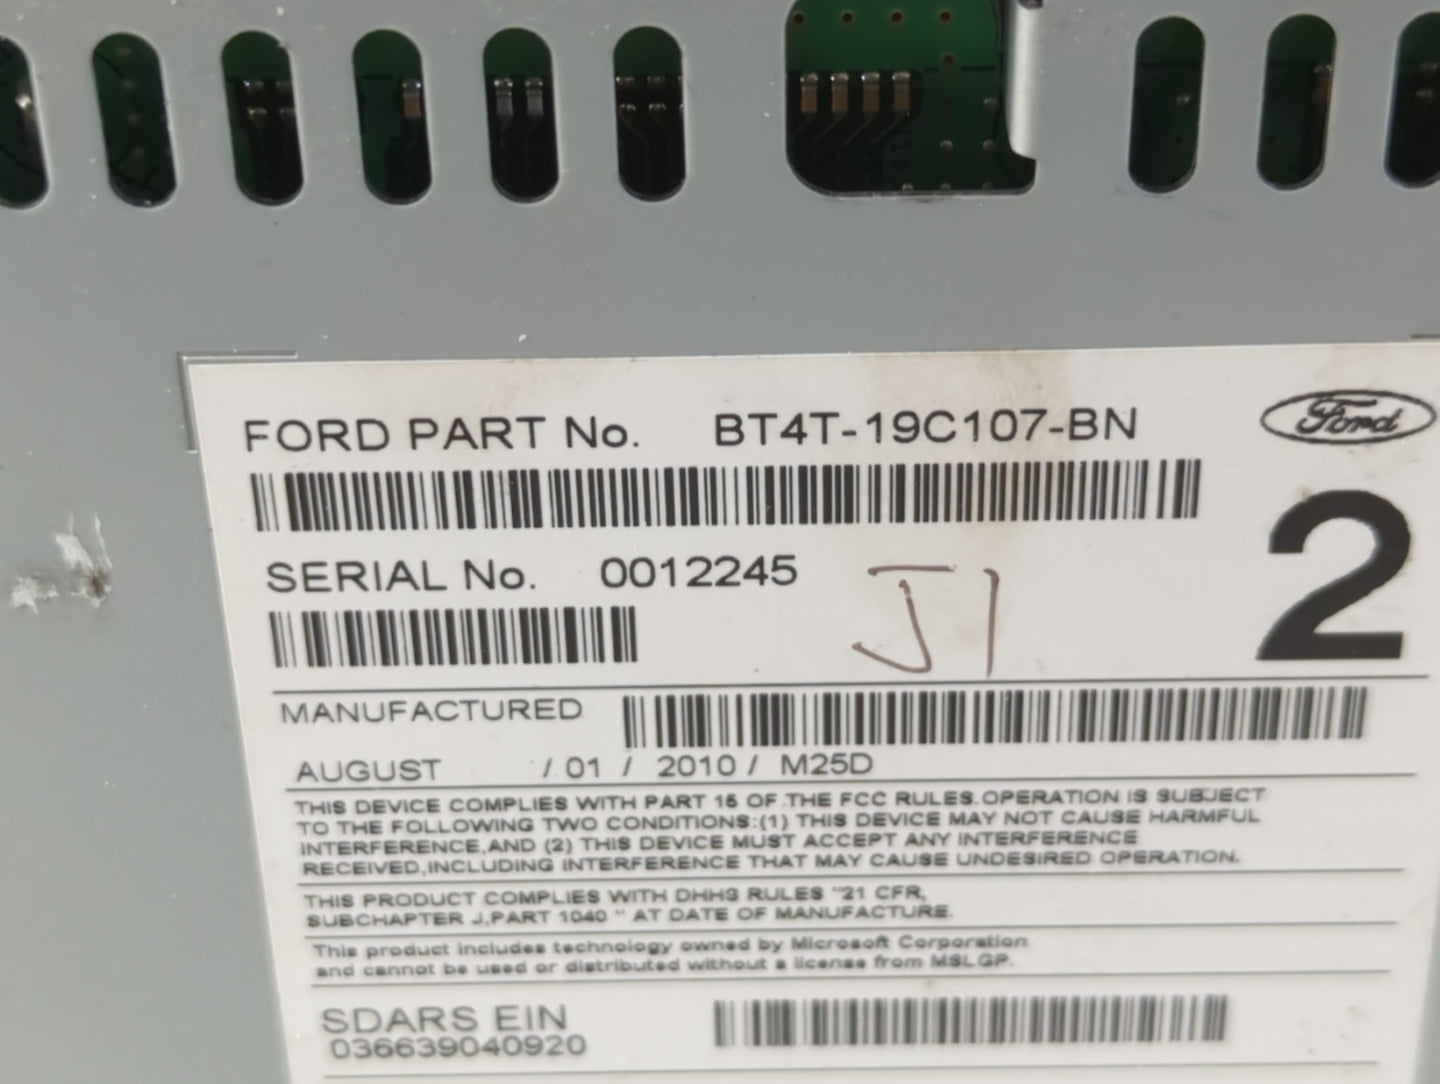 FORD PART No. BT4T-19C107-BN
Ford
2
SERIAL No. 0012245
J1
MANUFACTURED
AUGUST /01 / 2010 / M25D
THIS DEVICE COMPLIES WITH PART 15 OF THE FCC RULES.OPERATION IS SUBJECT
TO THE FOLLOWING TWO CONDITIONS:(1) THIS DEVICE MAY NOT CAUSE HARMFUL
INTERFERENCE,AND (2) THIS DEVICE MUST ACCEPT ANY INTERFERENCE
RECEIVED,INCLUDING INTERFERENCE THAT MAY CAUSE UNDESIRED OPERATION.
THIS PRODUCT COMPLIES WITH DHHS RULES "21 CFR,
SUBCHAPTER J,PART 1040 " AT DATE OF MANUFACTURE.
This product includes technology owned by Microsoft Corporation
and cannot be used or distributed without a license from MSLGP.
SDARS EIN
036639040920